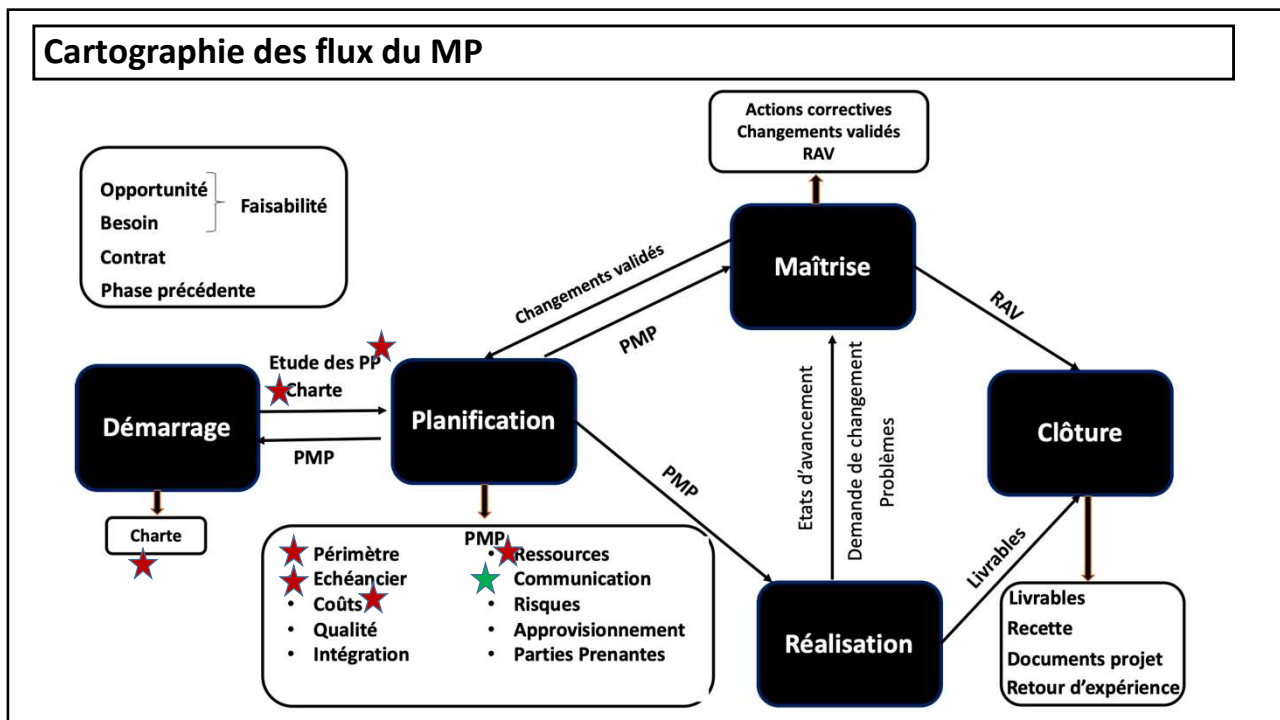 Cartographie des flux du MP
Actions correctives
Changements validés
RAV
Opportunité
Besoin
Faisabilité
Contrat
Phase précédente
Maîtrise
Changements validés
PMP
RAV
Etude des PP
Charte
PMP
Démarrage
Planification
Clôture
Etats d'avancement
Demande de changement
Problèmes
PMP
Charte
PMP
Périmètre
Echéancier
• Coûts
• Qualité
• Intégration
• Ressources
Communication
• Risques
• Approvisionnement
• Parties Prenantes
Réalisation
Livrables
Livrables
Recette
Documents projet
Retour d'expérience